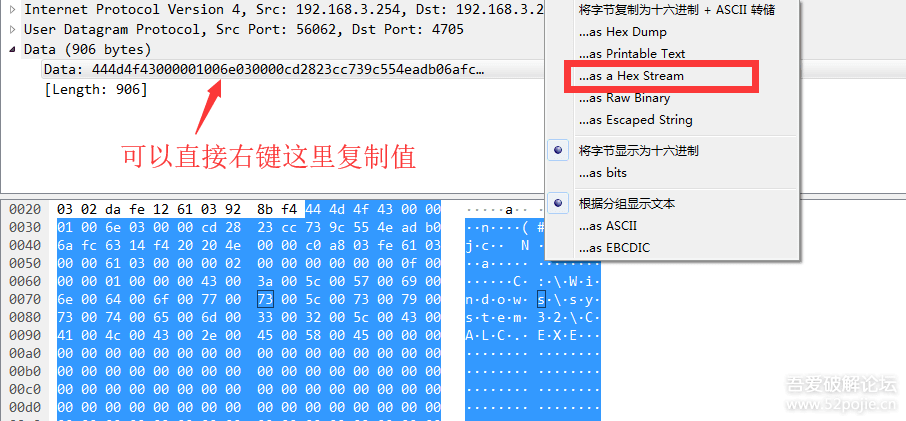 Internet Protocol Version 4, Src: 192.168.3.254, Dst: 192.168.3.2
User Datagram Protocol, Src Port: 56062, Dst Port: 4705
Data (906 bytes)
Data: 444d4f43000001006e030000cd2823cc739c554eadb06afc…
[Length: 906]
可以直接右键这里复制值
将字节复制为十六进制 + ASCII 转储
...as Hex Dump
...as Printable Text
...as a Hex Stream
...as Raw Binary
...as Escaped String
将字节显示为十六进制
...as bits
根据分组显示文本
...as ASCII
...as EBCDIC
0020 03 02 da fe 12 61 03 92 8b f4 44 4d 4f 43 00 00 ·····a··
0030 01 00 6e 03 00 00 cd 28 23 cc 73 9c 55 4e ad b0 ··n····( #
0040 6a fc 63 14 f4 20 20 4e 00 00 c0 a8 03 fe 61 03 j·c··  N
0050 00 00 61 03 00 00 00 02 00 00 00 00 00 00 0f 00 ··a·····
0060 00 00 01 00 00 00 43 00 3a 00 5c 00 57 00 69 00 ······C· :·\·W·i·
0070 6e 00 64 00 6f 00 77 00 73 00 5c 00 73 00 79 00 n·d·o·w· s·\·s·y·
0080 73 00 74 00 65 00 6d 00 33 00 32 00 5c 00 43 00 s·t·e·m· 3·2·\·C·
0090 41 00 4c 00 43 00 2e 00 45 00 58 00 45 00 00 00 A·L·C·.· E·X·E···
00a0 00 00 00 00 00 00 00 00 00 00 00 00 00 00 00 00 ········ ········
00b0 00 00 00 00 00 00 00 00 00 00 00 00 00 00 00 00 ········ ········
00c0 00 00 00 00 00 00 00 00 00 00 00 00 00 00 00 00 ········ ········
00d0 00 00 00 00 00 00 00 00 00 00 00 00 00 00 00 00 ········ ········
吾爱破解论坛
www.52pojie.cn